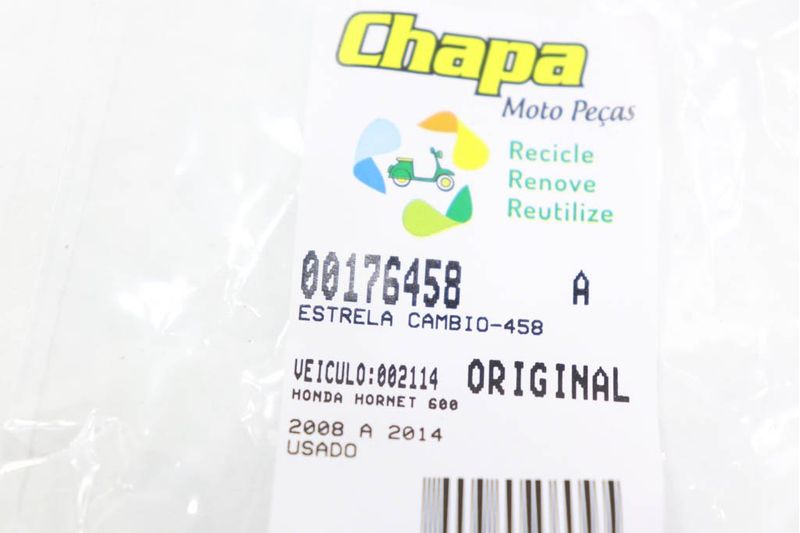 Chapa
Moto Peças
Recicle
Renove
Reutilize
00176458 A
ESTRELA CAMBIO-458
VEICULO:002114 ORIGINAL
HONDA HORNET 600
2008 A 2014
USADO